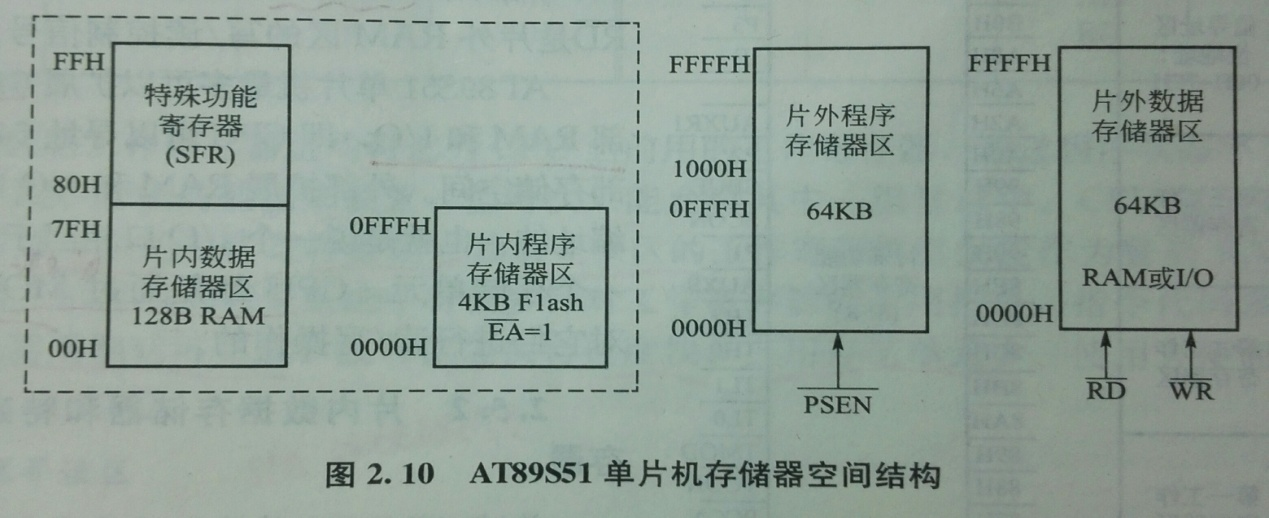 FFH
特殊功能
寄存器
(SFR)
80H
7FH
片内数据
存储器区
128B RAM
00H
0FFFH
片内程序
存储器区
4KB Flash
EA=1
0000H
FFFFH
片外程序
存储器区
1000H
0FFFH
64KB
0000H
PSEN
FFFFH
片外数据
存储器区
64KB
RAM或I/O
0000H
RD
WR
图 2.10 AT89S51 单片机存储器空间结构